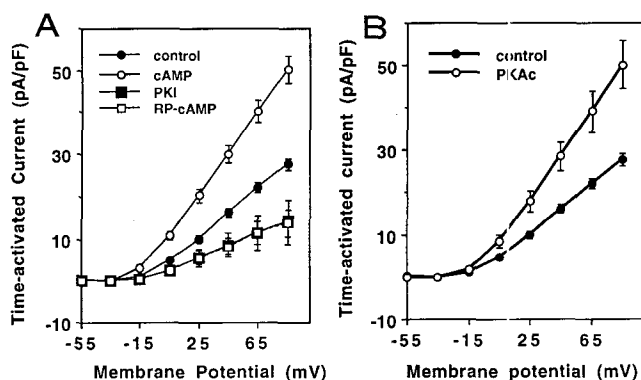 A
control
cAMP
PKI
RP-cAMP
Time-activated Current (pA/pF)
50
30
10
-10
-55
-15
25
65
Membrane Potential (mV)
B
control
PKAc
Time-activated current (pA/pF)
50
30
10
-10
-55
-15
25
65
Membrane potential (mV)